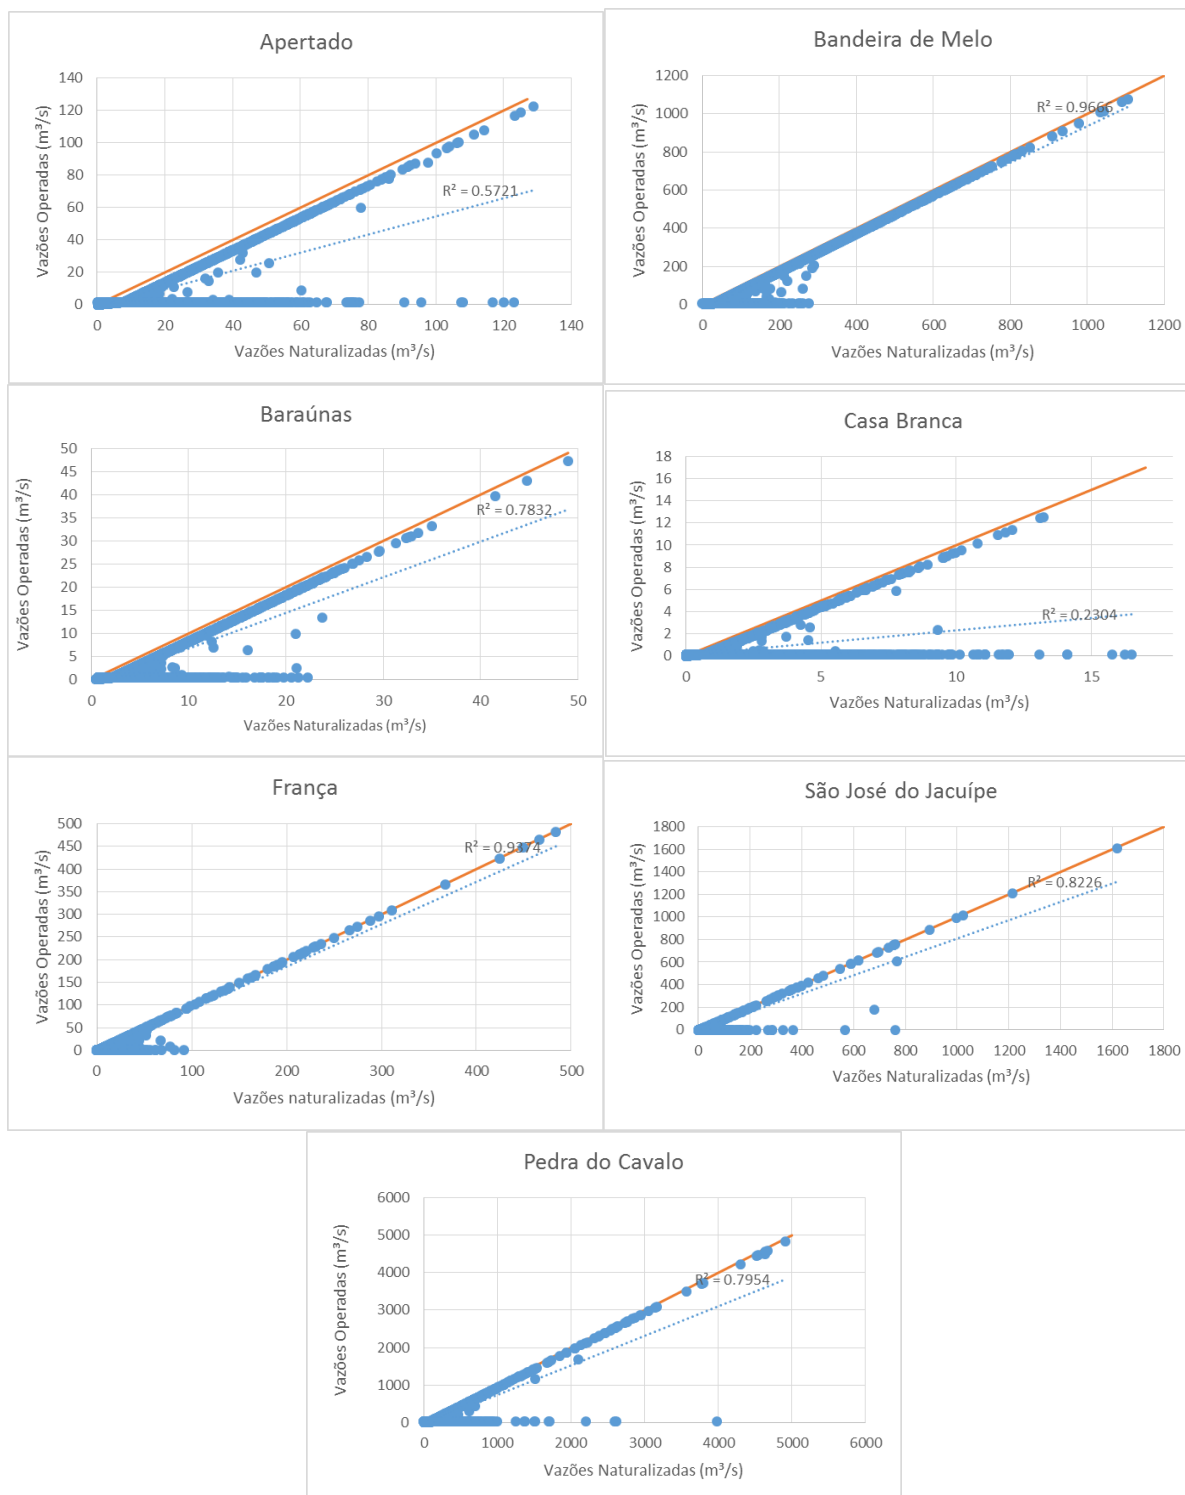 Apertado
Vazões Operadas (m³/s)
140
120
100
80
60
40
20
0
R² = 0.5721
0 20 40 60 80 100 120 140
Vazões Naturalizadas (m³/s)
Bandeira de Melo
Vazões Operadas (m³/s)
1200
1000
800
600
400
200
0
R² = 0.9666
0 200 400 600 800 1000 1200
Vazões Naturalizadas (m³/s)
Baraúnas
Vazões Operadas (m³/s)
50
45
40
35
30
25
20
15
10
5
0
R² = 0.7832
0 10 20 30 40 50
Vazões Naturalizadas (m³/s)
Casa Branca
Vazões Operadas (m³/s)
18
16
14
12
10
8
6
4
2
0
R² = 0.2304
0 5 10 15
Vazões Naturalizadas (m³/s)
França
Vazões Operadas (m³/s)
500
450
400
350
300
250
200
150
100
50
0
R² = 0.9374
0 100 200 300 400 500
Vazões naturalizadas (m³/s)
São José do Jacuípe
Vazões Operadas (m³/s)
1800
1600
1400
1200
1000
800
600
400
200
0
R² = 0.8226
0 200 400 600 800 1000 1200 1400 1600 1800
Vazões Naturalizadas (m³/s)
Pedra do Cavalo
Vazões Operadas (m³/s)
6000
5000
4000
3000
2000
1000
0
R² = 0.7954
0 1000 2000 3000 4000 5000 6000
Vazões Naturalizadas (m³/s)